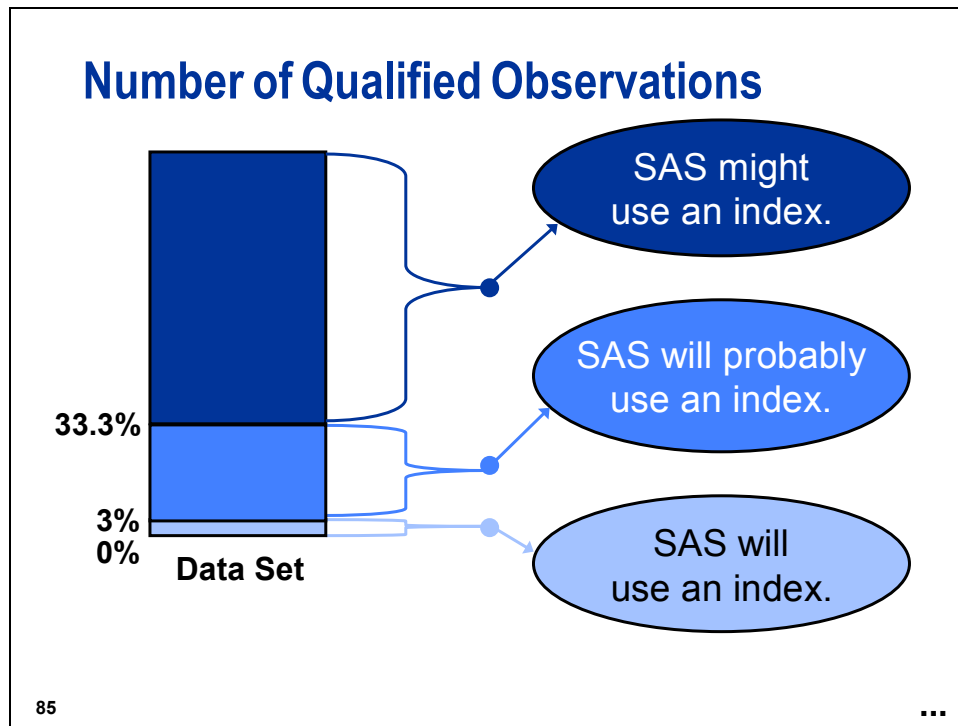 Number of Qualified Observations
SAS might
use an index.
SAS will probably
use an index.
33.3%
3%
0%
Data Set
SAS will
use an index.
85
...